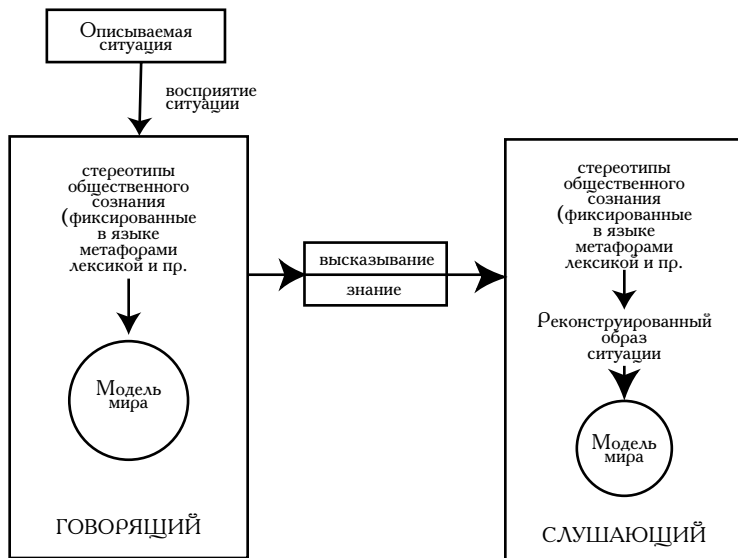 Описываемая
ситуация
восприятие
ситуации
стереотипы
общественного
сознания
(фиксированные
в языке
метафорами
лексикой и пр.
Модель
мира
ГОВОРЯЩИЙ
высказывание
знание
стереотипы
общественного
сознания
(фиксированные
в языке
метафорами
лексикой и пр.
Реконструированный
образ
ситуации
Модель
мира
СЛУШАЮЩИЙ